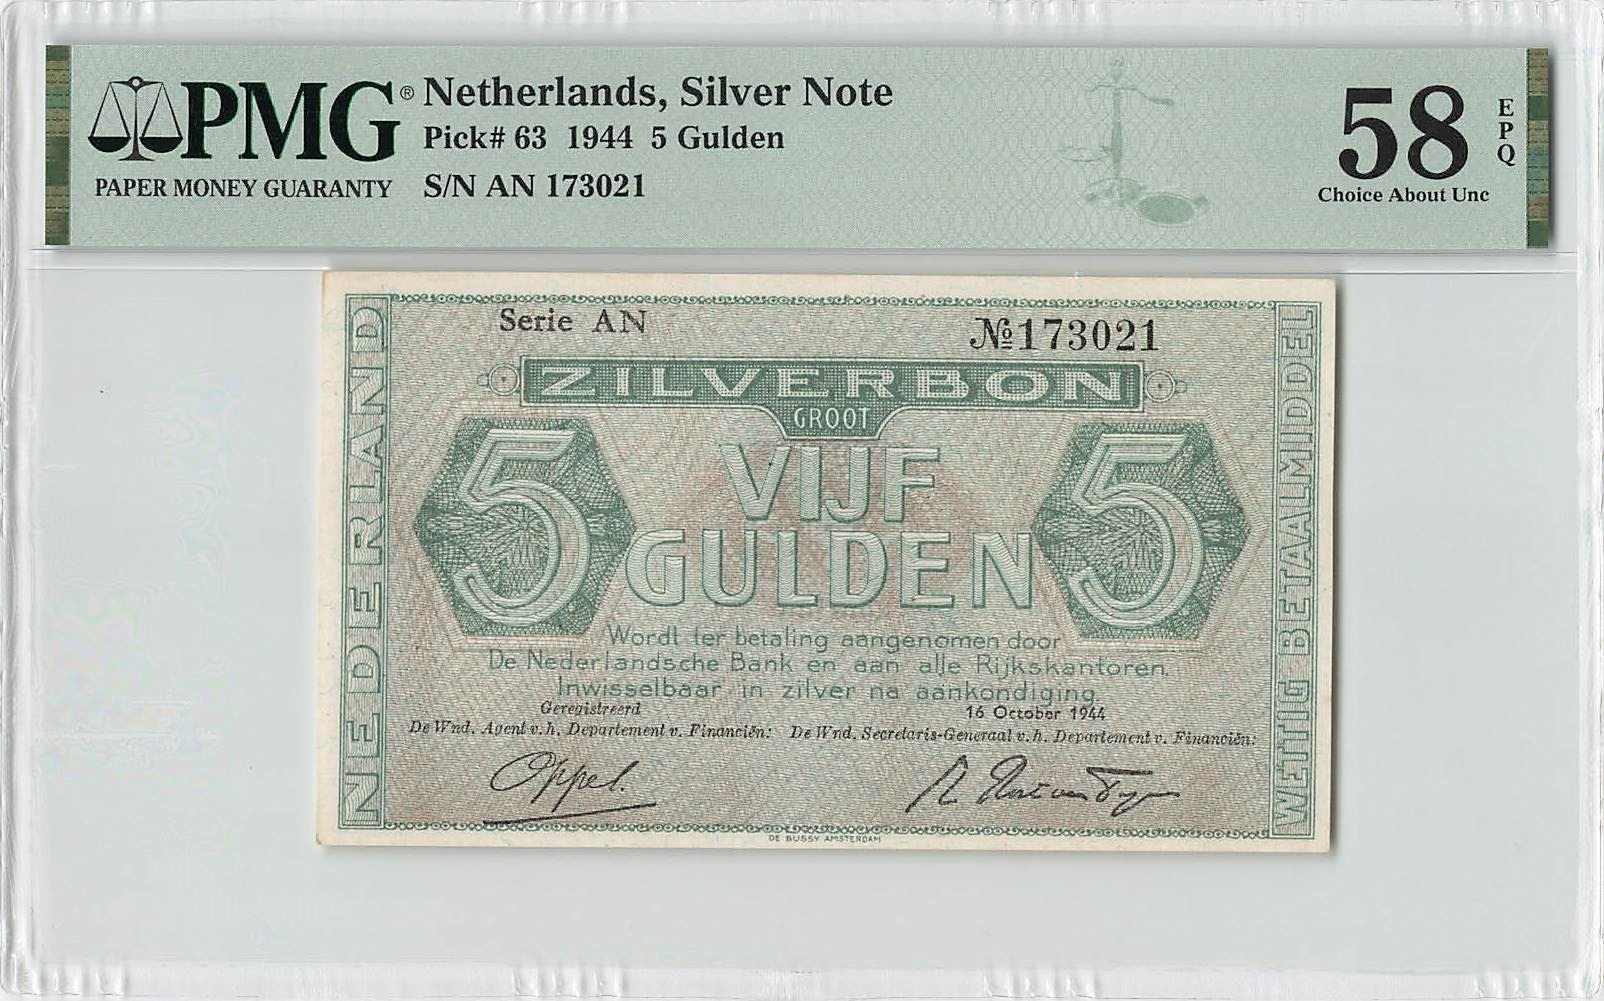 PMG®
PAPER MONEY GUARANTY
Netherlands, Silver Note
Pick# 63 1944 5 Gulden
S/N AN 173021
58
EPQ
Choice About Unc
Serie AN
№173021
ZILVERBON
GROOT
VIJF
GULDEN
5
5
NEDERLAND
WETTIG BETAALMIDDEL
Wordt ter betaling aangenomen door
De Nederlandsche Bank en aan alle Rijkskantoren.
Inwisselbaar in zilver na aankondiging.
Geregistreerd
16 October 1944
De Wnd. Agent v. h. Departement v. Financiën:
De Wnd. Secretaris-Generaal v. h. Departement v. Financiën:
Oppel.
DE BUSSY AMSTERDAM